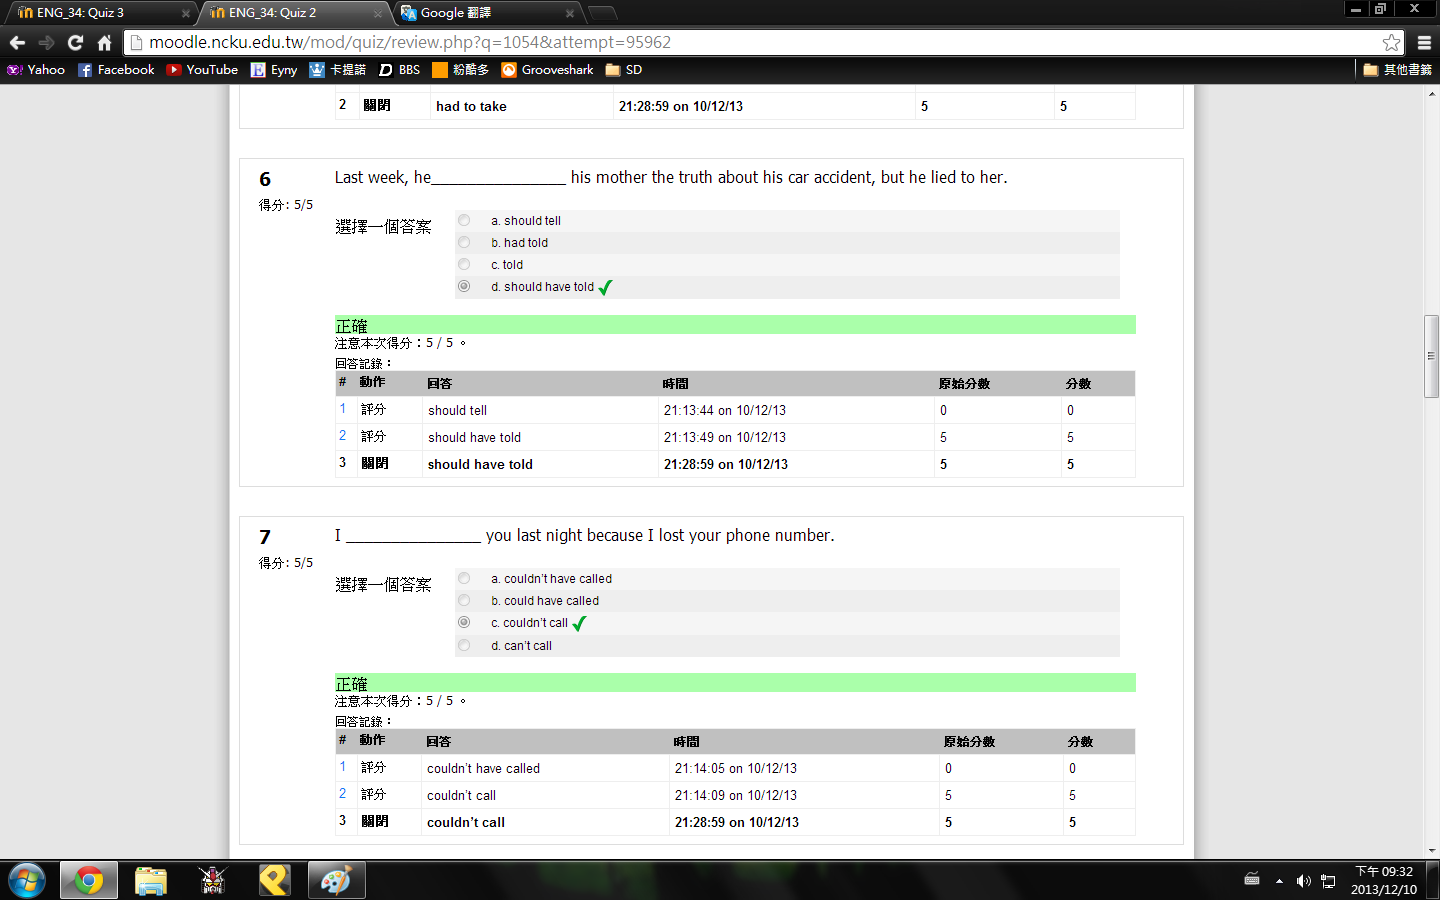 ENG_34: Quiz 3
ENG_34: Quiz 2
Google 翻譯
moodle.ncku.edu.tw/mod/quiz/review.php?q=1054&attempt=95962
Yahoo Facebook YouTube Eyny 卡提諾 BBS 粉酷多 Grooveshark SD 其他書籤
2 關閉 had to take 21:28:59 on 10/12/13 5 5
6
得分: 5/5
Last week, he________________ his mother the truth about his car accident, but he lied to her.
選擇一個答案
a. should tell
b. had told
c. told
d. should have told
正確
注意本次得分：5 / 5 。
回答記錄：
# 動作 回答 時間 原始分數 分數
1 評分 should tell 21:13:44 on 10/12/13 0 0
2 評分 should have told 21:13:49 on 10/12/13 5 5
3 關閉 should have told 21:28:59 on 10/12/13 5 5
7
得分: 5/5
I ________________ you last night because I lost your phone number.
選擇一個答案
a. couldn't have called
b. could have called
c. couldn't call
d. can't call
正確
注意本次得分：5 / 5 。
回答記錄：
# 動作 回答 時間 原始分數 分數
1 評分 couldn't have called 21:14:05 on 10/12/13 0 0
2 評分 couldn't call 21:14:09 on 10/12/13 5 5
3 關閉 couldn't call 21:28:59 on 10/12/13 5 5
下午 09:32
2013/12/10